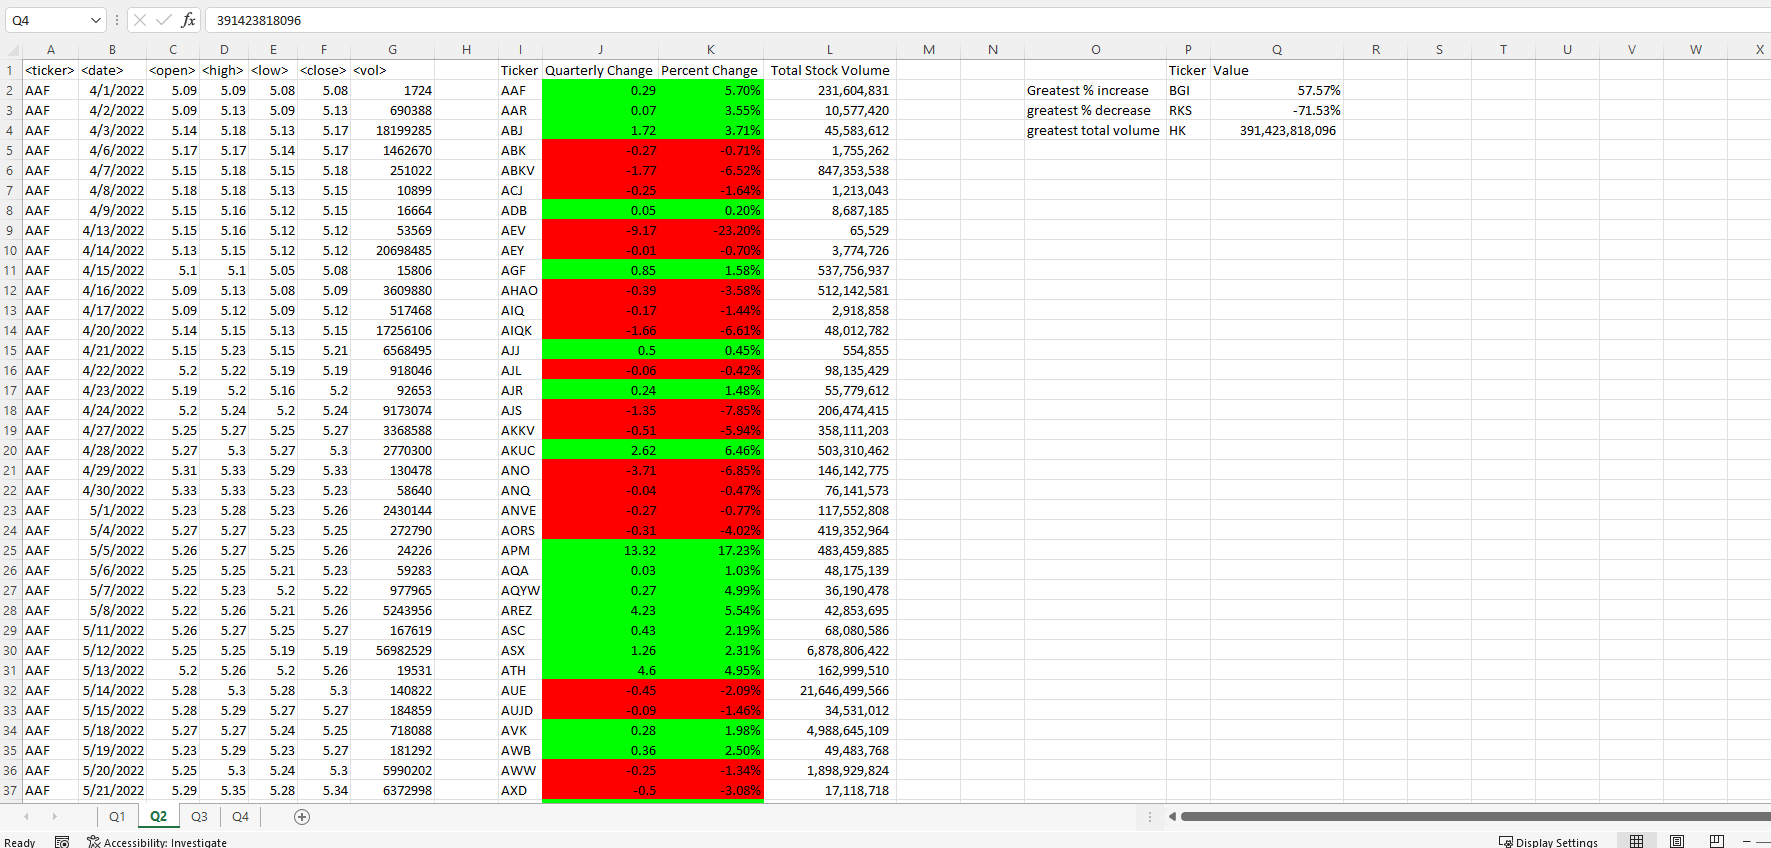 Q4 fx 391423818096
A B C D E F G H I J K L M N O P Q R S T U V W X
1 <ticker> <date> <open> <high> <low> <close> <vol> Ticker Quarterly Change Percent Change Total Stock Volume Ticker Value
2 AAF 4/1/2022 5.09 5.09 5.08 5.08 1724 AAF 0.29 5.70% 231,604,831 Greatest % increase BGI 57.57%
3 AAF 4/2/2022 5.09 5.13 5.09 5.13 690388 AAR 0.07 3.55% 10,577,420 greatest % decrease RKS -71.53%
4 AAF 4/3/2022 5.14 5.18 5.13 5.17 18199285 ABJ 1.72 3.71% 45,583,612 greatest total volume HK 391,423,818,096
5 AAF 4/6/2022 5.17 5.17 5.14 5.17 1462670 ABK -0.27 -0.71% 1,755,262
6 AAF 4/7/2022 5.15 5.18 5.15 5.18 251022 ABKV -1.77 -6.52% 847,353,538
7 AAF 4/8/2022 5.18 5.18 5.13 5.15 10899 ACJ -0.25 -1.64% 1,213,043
8 AAF 4/9/2022 5.15 5.16 5.12 5.15 16664 ADB 0.05 0.20% 8,687,185
9 AAF 4/13/2022 5.15 5.16 5.12 5.12 53569 AEV -9.17 -23.20% 65,529
10 AAF 4/14/2022 5.13 5.15 5.12 5.12 20698485 AEY -0.01 -0.70% 3,774,726
11 AAF 4/15/2022 5.1 5.1 5.05 5.08 15806 AGF 0.85 1.58% 537,756,937
12 AAF 4/16/2022 5.09 5.13 5.08 5.09 3609880 AHAO -0.39 -3.58% 512,142,581
13 AAF 4/17/2022 5.09 5.12 5.09 5.12 517468 AIQ -0.17 -1.44% 2,918,858
14 AAF 4/20/2022 5.14 5.15 5.13 5.15 17256106 AIQK -1.66 -6.61% 48,012,782
15 AAF 4/21/2022 5.15 5.23 5.15 5.21 6568495 AJJ 0.5 0.45% 554,855
16 AAF 4/22/2022 5.2 5.22 5.19 5.19 918046 AJL -0.06 -0.42% 98,135,429
17 AAF 4/23/2022 5.19 5.2 5.16 5.2 92653 AJR 0.24 1.48% 55,779,612
18 AAF 4/24/2022 5.2 5.24 5.2 5.24 9173074 AJS -1.35 -7.85% 206,474,415
19 AAF 4/27/2022 5.25 5.27 5.25 5.27 3368588 AKKV -0.51 -5.94% 358,111,203
20 AAF 4/28/2022 5.27 5.3 5.27 5.3 2770300 AKUC 2.62 6.46% 503,310,462
21 AAF 4/29/2022 5.31 5.33 5.29 5.33 130478 ANO -3.71 -6.85% 146,142,775
22 AAF 4/30/2022 5.33 5.33 5.23 5.23 58640 ANQ -0.04 -0.47% 76,141,573
23 AAF 5/1/2022 5.23 5.28 5.23 5.26 2430144 ANVE -0.27 -0.77% 117,552,808
24 AAF 5/4/2022 5.27 5.27 5.23 5.25 272790 AORS -0.31 -4.02% 419,352,964
25 AAF 5/5/2022 5.26 5.27 5.25 5.26 24226 APM 13.32 17.23% 483,459,885
26 AAF 5/6/2022 5.25 5.25 5.21 5.23 59283 AQA 0.03 1.03% 48,175,139
27 AAF 5/7/2022 5.22 5.23 5.2 5.22 977965 AQYW 0.27 4.99% 36,190,478
28 AAF 5/8/2022 5.22 5.26 5.21 5.26 5243956 AREZ 4.23 5.54% 42,853,695
29 AAF 5/11/2022 5.26 5.27 5.25 5.27 167619 ASC 0.43 2.19% 68,080,586
30 AAF 5/12/2022 5.25 5.25 5.19 5.19 56982529 ASX 1.26 2.31% 6,878,806,422
31 AAF 5/13/2022 5.2 5.26 5.2 5.26 19531 ATH 4.6 4.95% 162,999,510
32 AAF 5/14/2022 5.28 5.3 5.28 5.3 140822 AUE -0.45 -2.09% 21,646,499,566
33 AAF 5/15/2022 5.28 5.29 5.27 5.27 184859 AUJD -0.09 -1.46% 34,531,012
34 AAF 5/18/2022 5.27 5.27 5.24 5.25 718088 AVK 0.28 1.98% 4,988,645,109
35 AAF 5/19/2022 5.23 5.29 5.23 5.27 181292 AWB 0.36 2.50% 49,483,768
36 AAF 5/20/2022 5.25 5.3 5.24 5.3 5990202 AWW -0.25 -1.34% 1,898,929,824
37 AAF 5/21/2022 5.29 5.35 5.28 5.34 6372998 AXD -0.5 -3.08% 17,118,718
Q1 Q2 Q3 Q4
Ready Accessibility: Investigate Display Settings